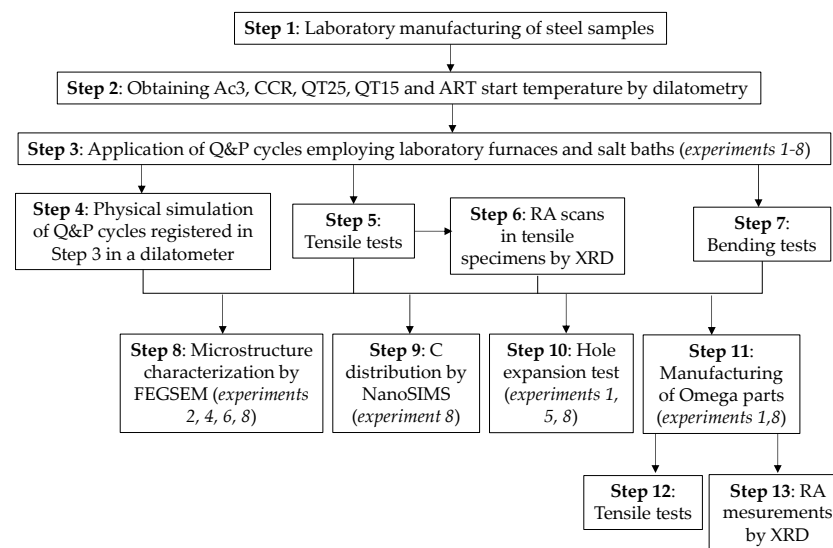 Step 1: Laboratory manufacturing of steel samples
Step 2: Obtaining Ac3, CCR, QT25, QT15 and ART start temperature by dilatometry
Step 3: Application of Q&P cycles employing laboratory furnaces and salt baths (experiments 1-8)
Step 4: Physical simulation
of Q&P cycles registered in
Step 3 in a dilatometer
Step 5:
Tensile tests
Step 6: RA scans
in tensile
specimens by XRD
Step 7:
Bending tests
Step 8: Microstructure
characterization by
FEGSEM (experiments
2, 4, 6, 8)
Step 9: C
distribution by
NanoSIMS
(experiment 8)
Step 10: Hole
expansion test
(experiments 1,
5, 8)
Step 11:
Manufacturing
of Omega parts
(experiments 1,8)
Step 12:
Tensile tests
Step 13: RA
mesurements
by XRD